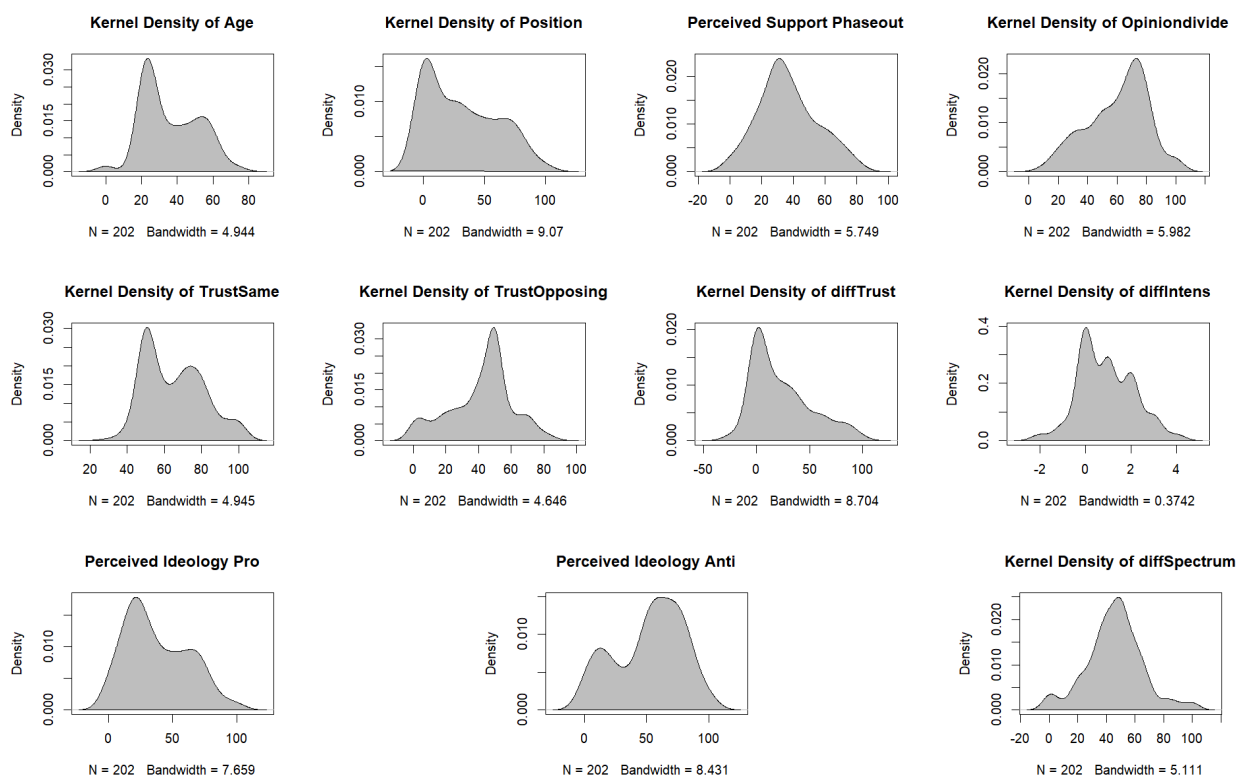 Kernel Density of Age
Kernel Density of Position
Perceived Support Phaseout
Kernel Density of Opiniondivide
Density
0.000 0.015 0.030
0 20 40 60 80
N = 202 Bandwidth = 4.944
Density
0.000 0.010
0 50 100
N = 202 Bandwidth = 9.07
Density
0.000 0.010 0.020
-20 0 20 40 60 80 100
N = 202 Bandwidth = 5.749
Density
0.000 0.010 0.020
0 20 40 60 80 100
N = 202 Bandwidth = 5.982
Kernel Density of TrustSame
Kernel Density of TrustOpposing
Kernel Density of diffTrust
Kernel Density of diffIntens
Density
0.000 0.015 0.030
20 40 60 80 100
N = 202 Bandwidth = 4.945
Density
0.000 0.015 0.030
0 20 40 60 80 100
N = 202 Bandwidth = 4.646
Density
0.000 0.010 0.020
-50 0 50 100
N = 202 Bandwidth = 8.704
Density
0.0 0.2 0.4
-2 0 2 4
N = 202 Bandwidth = 0.3742
Perceived Ideology Pro
Perceived Ideology Anti
Kernel Density of diffSpectrum
Density
0.000 0.010
0 50 100
N = 202 Bandwidth = 7.659
Density
0.000 0.010
0 50 100
N = 202 Bandwidth = 8.431
Density
0.000 0.010 0.020
-20 0 20 40 60 80
N = 202 Bandwidth = 5.111